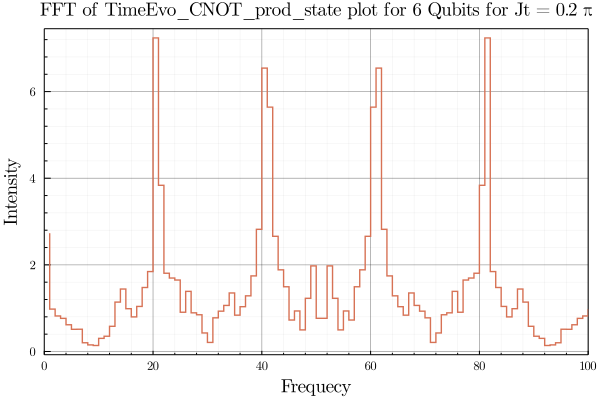 FFT of TimeEvo_CNOT_prod_state plot for 6 Qubits for Jt = 0.2 π
Intensity
6
4
2
0
0 20 40 60 80 100
Frequecy